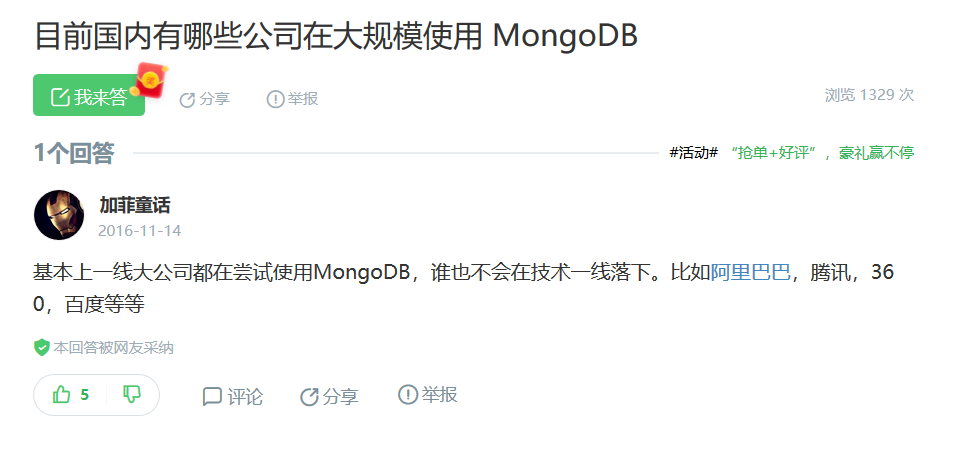 目前国内有哪些公司在大规模使用 MongoDB
我来答
分享
举报
浏览 1329 次
1个回答
#活动# “抢单+好评”，豪礼赢不停
加菲童话
2016-11-14
基本上一线大公司都在尝试使用MongoDB，谁也不会在技术一线落下。比如阿里巴巴，腾讯，36
0，百度等等
本回答被网友采纳
5
评论
分享
举报